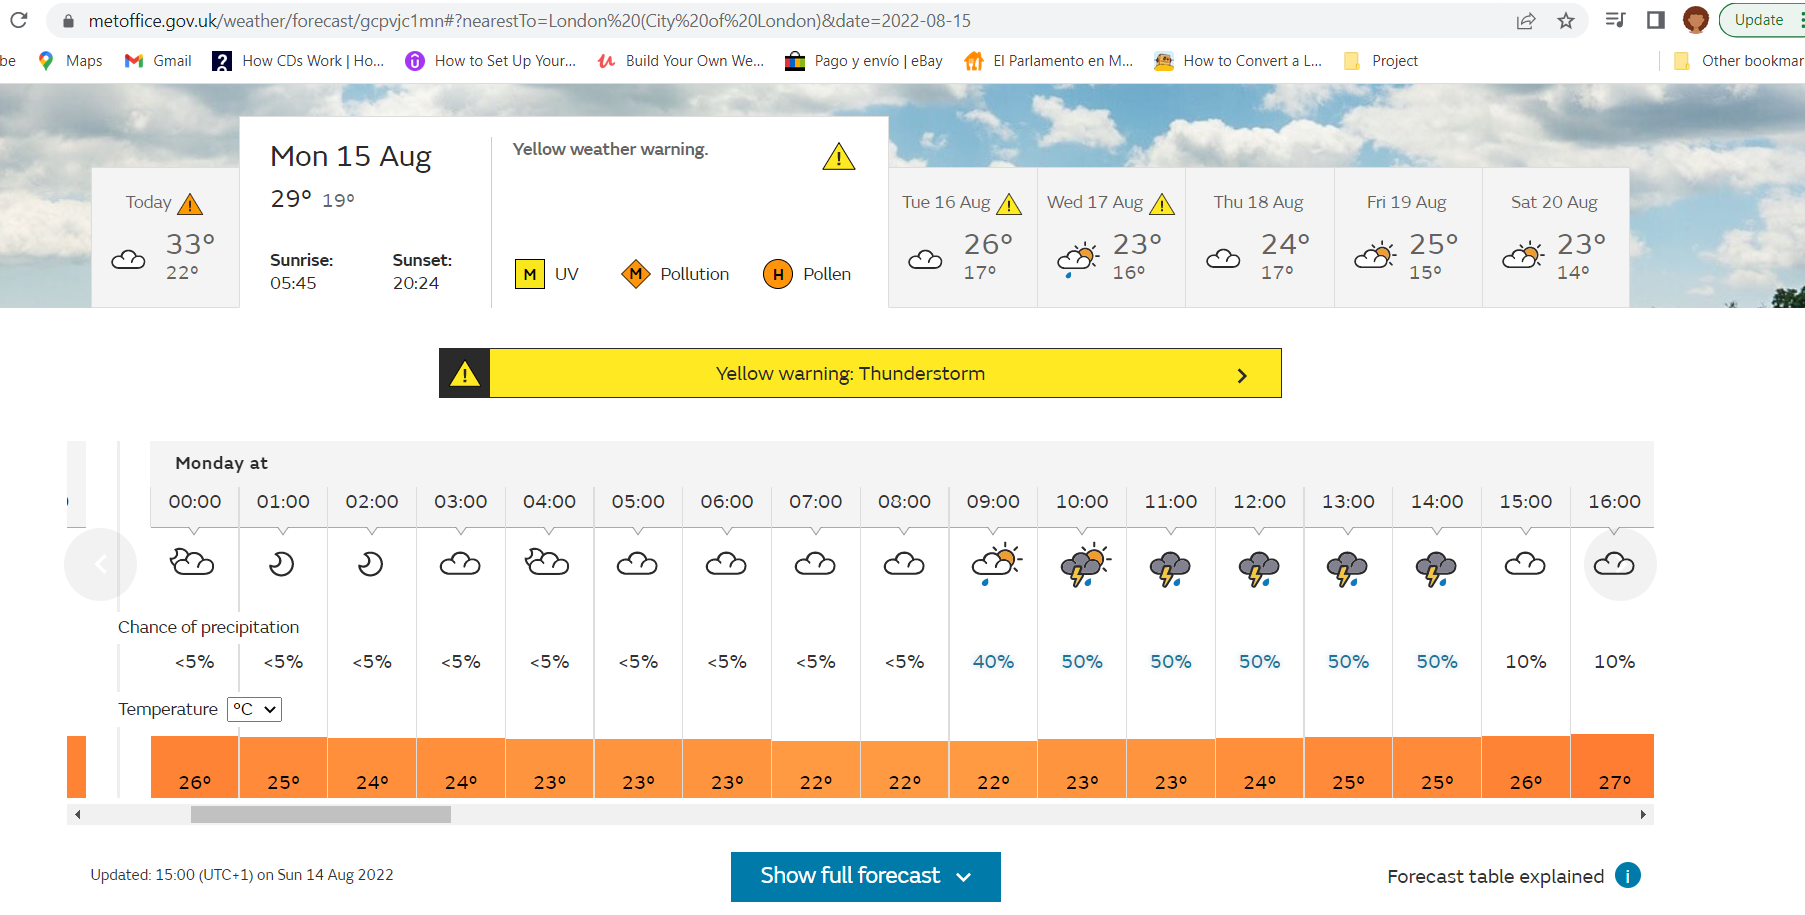 metoffice.gov.uk/weather/forecast/gcpvjc1mn#?nearestTo=London%20(City%20of%20London)&date=2022-08-15
Update
be Maps Gmail How CDs Work | Ho... How to Set Up Your... Build Your Own We... Pago y envío | eBay El Parlamento en M... How to Convert a L... Project Other bookmar
Mon 15 Aug
29° 19°
Sunrise: Sunset:
05:45 20:24
Yellow weather warning.
M UV M Pollution H Pollen
Today Tue 16 Aug Wed 17 Aug Thu 18 Aug Fri 19 Aug Sat 20 Aug
33° 26° 23° 24° 25° 23°
22° 17° 16° 17° 15° 14°
Yellow warning: Thunderstorm
Monday at
00:00 01:00 02:00 03:00 04:00 05:00 06:00 07:00 08:00 09:00 10:00 11:00 12:00 13:00 14:00 15:00 16:00
Chance of precipitation
<5% <5% <5% <5% <5% <5% <5% <5% <5% 40% 50% 50% 50% 50% 50% 10% 10%
Temperature °C
26° 25° 24° 24° 23° 23° 23° 22° 22° 22° 23° 23° 24° 25° 25° 26° 27°
Updated: 15:00 (UTC+1) on Sun 14 Aug 2022
Show full forecast
Forecast table explained i